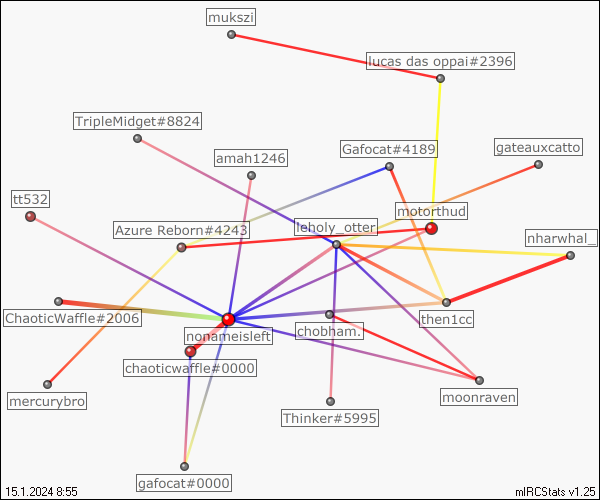 mukszi
lucas das oppai#2396
TripleMidget#8824
Gafocat#4189
gateauxcatto
amah1246
tt532
motorthud
Azure Reborn#4243
leholy_otter
nharwhal_
ChaoticWaffle#2006
then1cc
chobham.
nonameisleft
chaoticwaffle#0000
mercurybro
moonraven
Thinker#5995
gafocat#0000
15.1.2024 8:55
mIRCStats v1.25